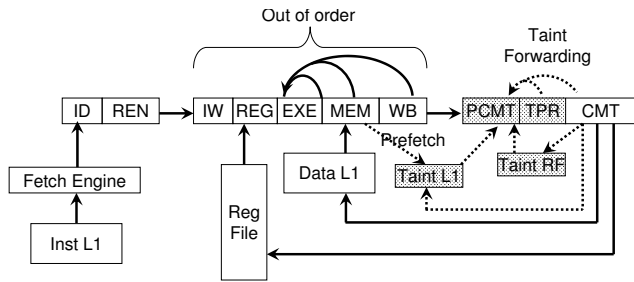 Out of order
Taint
Forwarding
ID REN IW REG EXE MEM WB PCMT TPR CMT
Prefetch
Fetch Engine Data L1 Taint L1 Taint RF
Reg
File
Inst L1